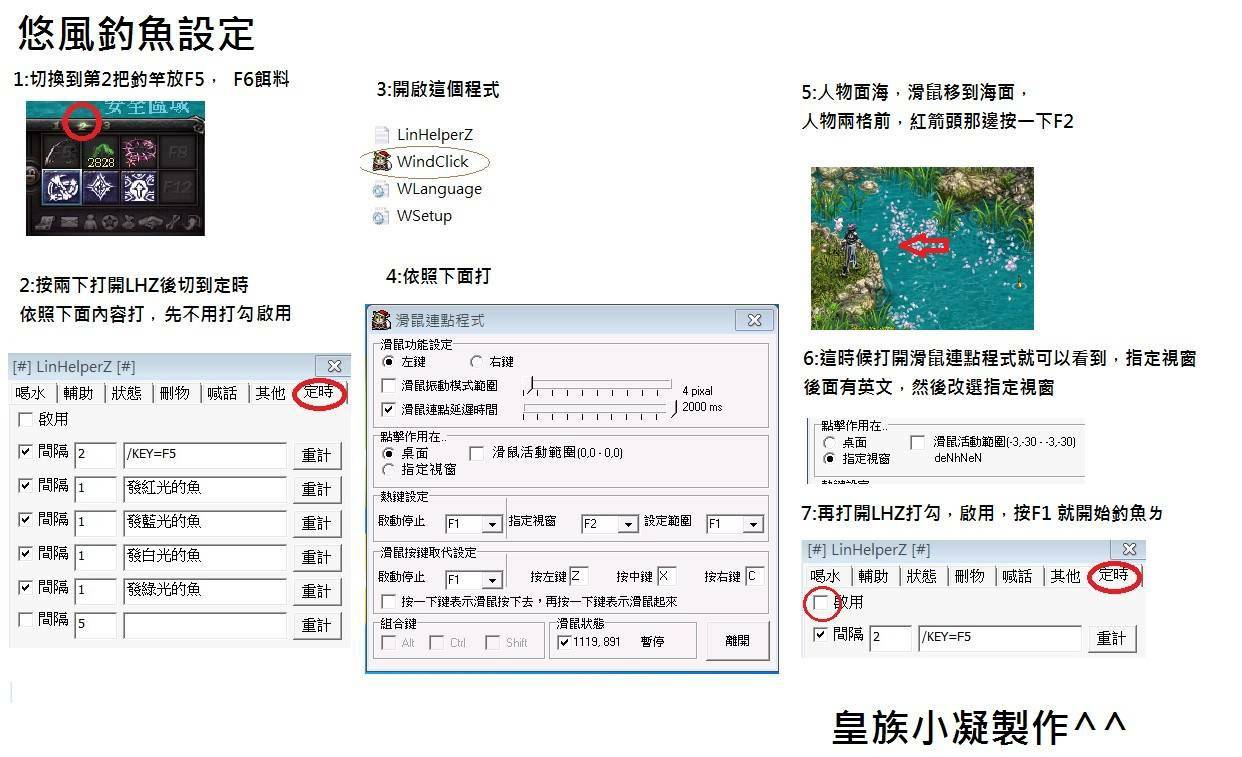 悠風釣魚設定
1:切換到第2把釣竿放F5， F6餌料
安全區域
1 2 3
F5 F8
2828
F12
2:按兩下打開LHZ後切到定時
依照下面內容打，先不用打勾 啟用
[#] LinHelperZ [#]
喝水 輔助 狀態 刪物 喊話 其他 定時
啟用
間隔 2 /KEY=F5 重計
間隔 1 發紅光的魚 重計
間隔 1 發藍光的魚 重計
間隔 1 發白光的魚 重計
間隔 1 發綠光的魚 重計
間隔 5 重計
3:開啟這個程式
LinHelperZ
WindClick
WLanguage
WSetup
4:依照下面打
滑鼠連點程式
滑鼠功能設定
左鍵 右鍵
滑鼠振動模式範圍 4 pixal
滑鼠連點延遲時間 2000 ms
點擊作用在..
桌面 滑鼠活動範圍(0,0 - 0,0)
指定視窗
熱鍵設定
啟動停止 F1 指定視窗 F2 設定範圍 F1
滑鼠按鍵取代設定
啟動停止 F1 按左鍵 Z 按中鍵 X 按右鍵 C
按一下鍵表示滑鼠按下去，再按一下鍵表示滑鼠起來
組合鍵 滑鼠狀態
Alt Ctrl Shift 1119, 891 暫停 離開
5:人物面海，滑鼠移到海面，
人物兩格前，紅箭頭那邊按一下F2
6:這時候打開滑鼠連點程式就可以看到，指定視窗
後面有英文，然後改選指定視窗
點擊作用在..
桌面 滑鼠活動範圍(-3,-30 - -3,-30)
指定視窗 deNhNeN
熱鍵設定
7:再打開LHZ打勾，啟用，按F1 就開始釣魚ㄌ
[#] LinHelperZ [#]
喝水 輔助 狀態 刪物 喊話 其他 定時
啟用
間隔 2 /KEY=F5 重計
皇族小凝製作^^